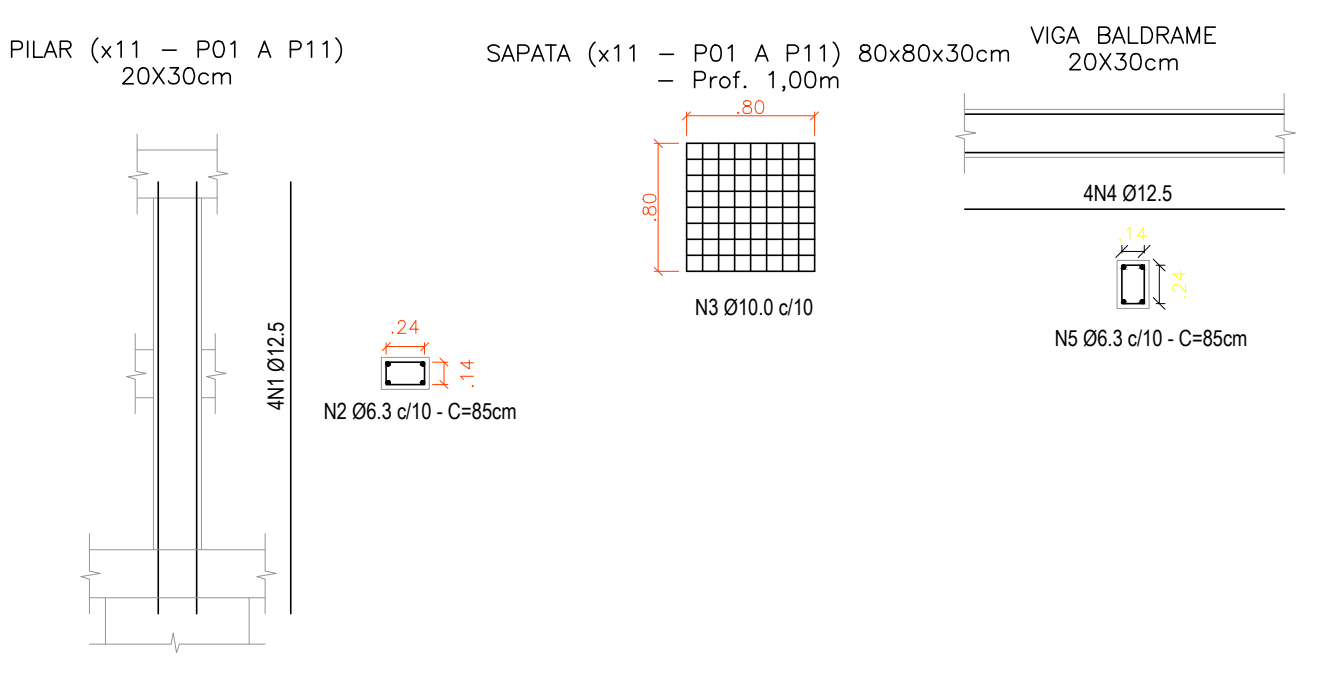 PILAR (x11 - P01 A P11)
20X30cm
4N1 Ø12.5
.24
.14
N2 Ø6.3 c/10 - C=85cm
SAPATA (x11 - P01 A P11) 80x80x30cm
- Prof. 1,00m
.80
.80
N3 Ø10.0 c/10
VIGA BALDRAME
20X30cm
4N4 Ø12.5
.14
.24
N5 Ø6.3 c/10 - C=85cm